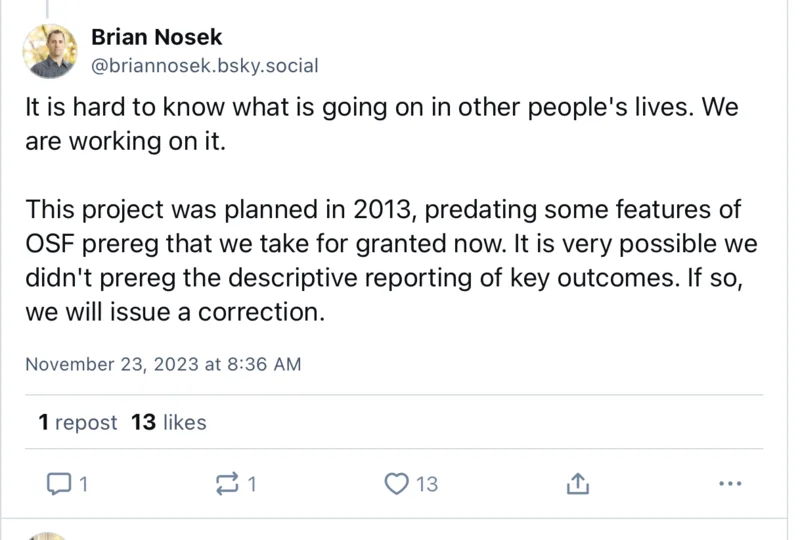 Brian Nosek
@briannosek.bsky.social
It is hard to know what is going on in other people's lives. We
are working on it.
This project was planned in 2013, predating some features of
OSF prereg that we take for granted now. It is very possible we
didn't prereg the descriptive reporting of key outcomes. If so,
we will issue a correction.
November 23, 2023 at 8:36 AM
1 repost 13 likes
1 1 13